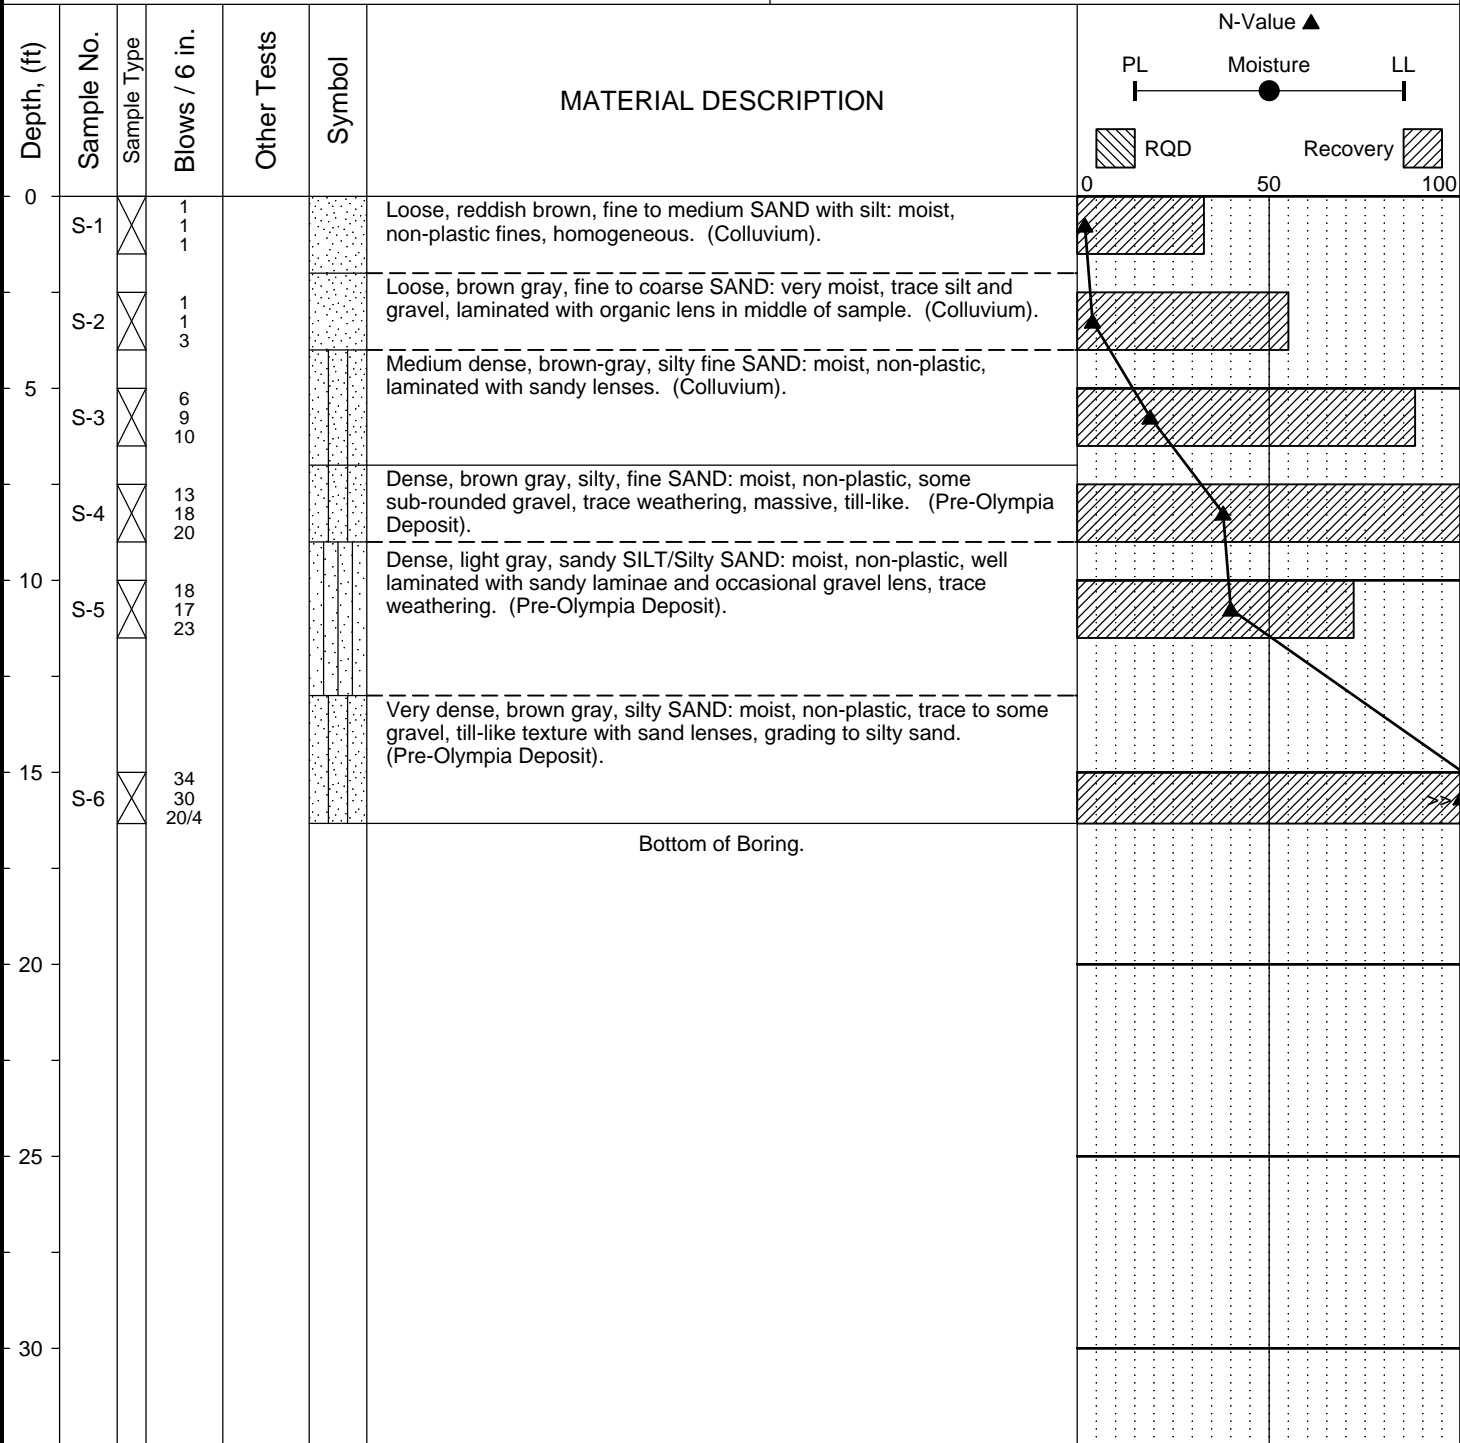 Depth, (ft)
Sample No.
Sample Type
Blows / 6 in.
Other Tests
Symbol
MATERIAL DESCRIPTION
N-Value ▲
PL Moisture LL
RQD Recovery
0 50 100
0
S-1
1
1
1
Loose, reddish brown, fine to medium SAND with silt: moist,
non-plastic fines, homogeneous. (Colluvium).
S-2
1
1
3
Loose, brown gray, fine to coarse SAND: very moist, trace silt and
gravel, laminated with organic lens in middle of sample. (Colluvium).
Medium dense, brown-gray, silty fine SAND: moist, non-plastic,
laminated with sandy lenses. (Colluvium).
5
S-3
6
9
10
S-4
13
18
20
Dense, brown gray, silty, fine SAND: moist, non-plastic, some
sub-rounded gravel, trace weathering, massive, till-like. (Pre-Olympia
Deposit).
Dense, light gray, sandy SILT/Silty SAND: moist, non-plastic, well
laminated with sandy laminae and occasional gravel lens, trace
weathering. (Pre-Olympia Deposit).
10
S-5
18
17
23
Very dense, brown gray, silty SAND: moist, non-plastic, trace to some
gravel, till-like texture with sand lenses, grading to silty sand.
(Pre-Olympia Deposit).
15
S-6
34
30
20/4
>>▲
Bottom of Boring.
20
25
30